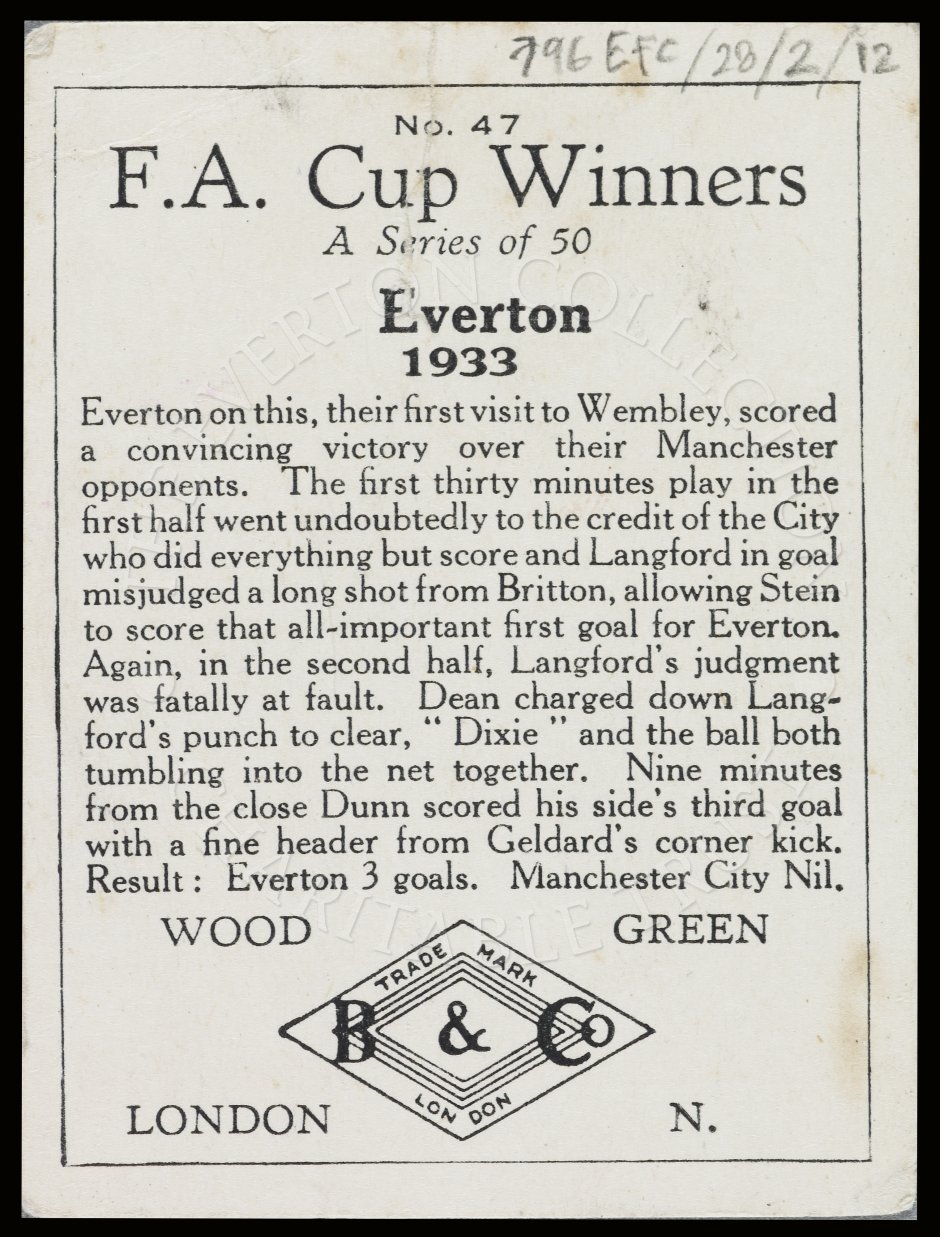 796 EFC/28/2/12
No. 47
F.A. Cup Winners
A Series of 50
Everton
1933
Everton on this, their first visit to Wembley, scored
a convincing victory over their Manchester
opponents. The first thirty minutes play in the
first half went undoubtedly to the credit of the City
who did everything but score and Langford in goal
misjudged a long shot from Britton, allowing Stein
to score that all-important first goal for Everton.
Again, in the second half, Langford's judgment
was fatally at fault. Dean charged down Lang-
ford's punch to clear, "Dixie" and the ball both
tumbling into the net together. Nine minutes
from the close Dunn scored his side's third goal
with a fine header from Geldard's corner kick.
Result: Everton 3 goals. Manchester City Nil.
WOOD GREEN
TRADE MARK
B & Co
LONDON
LONDON N.
EVERTON COLLECTION
CHARITABLE TRUST